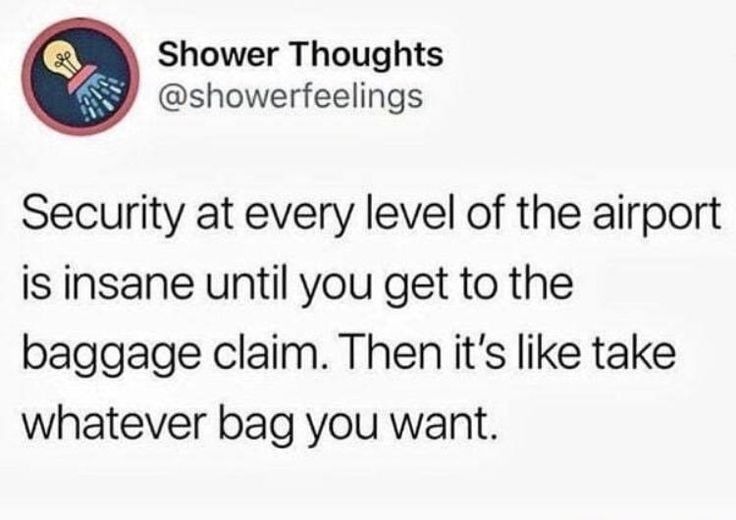 Shower Thoughts
@showerfeelings
Security at every level of the airport
is insane until you get to the
baggage claim. Then it's like take
whatever bag you want.